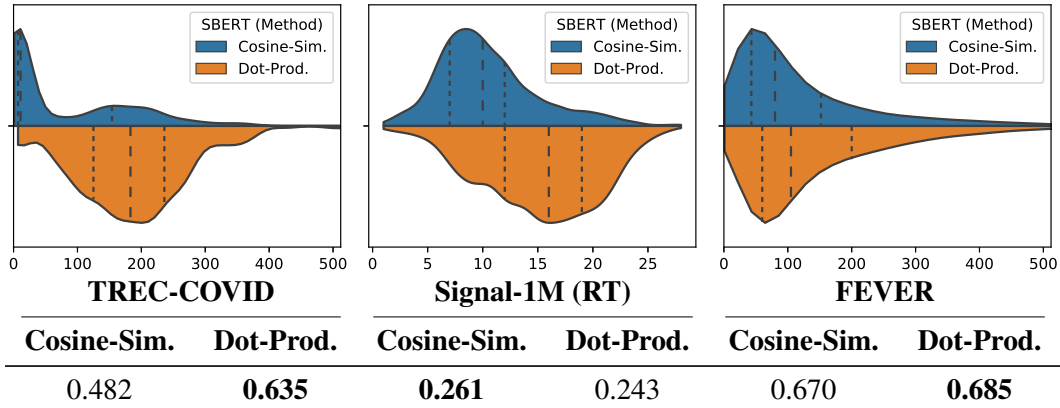 SBERT (Method)
Cosine-Sim.
Dot-Prod.
0 100 200 300 400 500
TREC-COVID
SBERT (Method)
Cosine-Sim.
Dot-Prod.
0 5 10 15 20 25
Signal-1M (RT)
SBERT (Method)
Cosine-Sim.
Dot-Prod.
0 100 200 300 400 500
FEVER
Cosine-Sim. Dot-Prod. Cosine-Sim. Dot-Prod. Cosine-Sim. Dot-Prod.
0.482 0.635 0.261 0.243 0.670 0.685